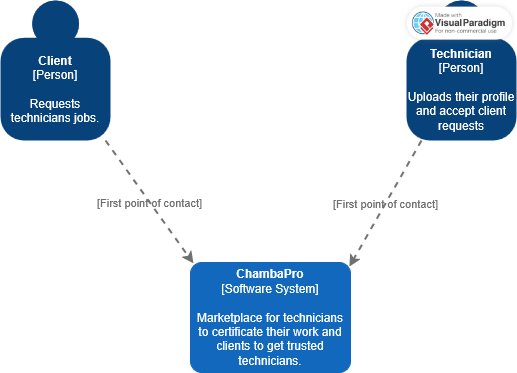 Client
[Person]
Requests
technicians jobs.
Made with
Visual Paradigm
For non-commercial use
Technician
[Person]
Uploads their profile
and accept client
requests
[First point of contact]
[First point of contact]
ChambaPro
[Software System]
Marketplace for technicians
to certificate their work and
clients to get trusted
technicians.